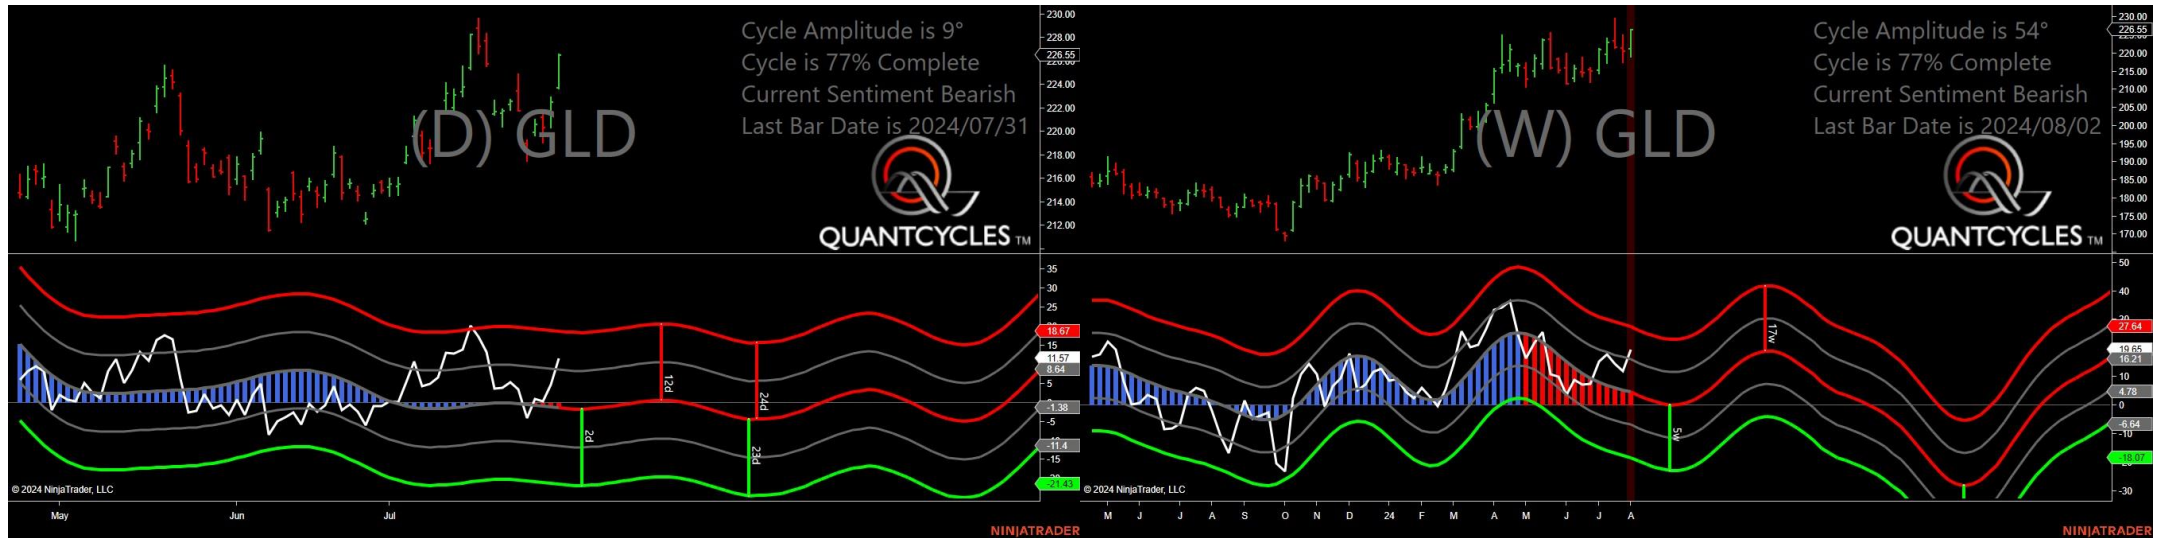 Cycle Amplitude is 9°
Cycle is 77% Complete
Current Sentiment Bearish
Last Bar Date is 2024/07/31
(D) GLD
QUANTCYCLES TM
230.00
228.00
226.55
224.00
222.00
220.00
218.00
216.00
214.00
212.00
35
30
25
18.67
15
11.57
8.64
5
-1.38
-5
-11.4
-15
-21.43
12d
24d
2d
23d
© 2024 NinjaTrader, LLC
May Jun Jul
NINJATRADER
Cycle Amplitude is 54°
Cycle is 77% Complete
Current Sentiment Bearish
Last Bar Date is 2024/08/02
(W) GLD
QUANTCYCLES TM
230.00
226.55
220.00
215.00
210.00
205.00
200.00
195.00
190.00
185.00
180.00
175.00
170.00
50
40
27.64
19.65
16.21
10
4.78
0
-6.64
-10
-18.07
-30
17w
5w
© 2024 NinjaTrader, LLC
M J J A S O N D 24 F M A M J J A
NINJATRADER